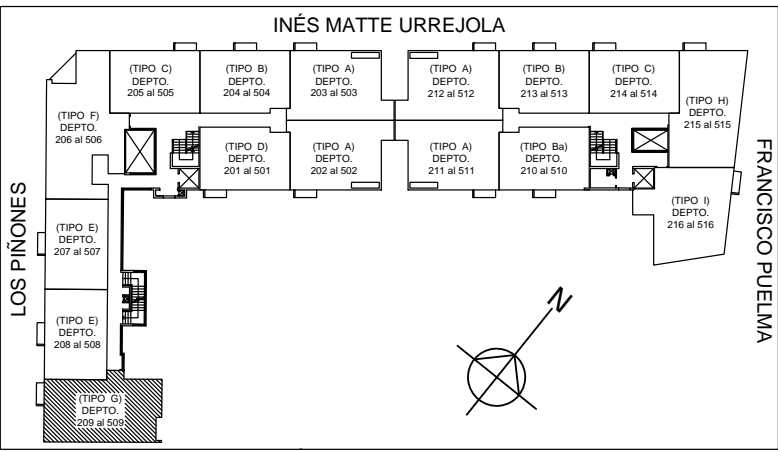 INÉS MATTE URREJOLA
(TIPO C)
DEPTO.
205 al 505
(TIPO B)
DEPTO.
204 al 504
(TIPO A)
DEPTO.
203 al 503
(TIPO A)
DEPTO.
212 al 512
(TIPO B)
DEPTO.
213 al 513
(TIPO C)
DEPTO.
214 al 514
(TIPO H)
DEPTO.
215 al 515
(TIPO F)
DEPTO.
206 al 506
(TIPO D)
DEPTO.
201 al 501
(TIPO A)
DEPTO.
202 al 502
(TIPO A)
DEPTO.
211 al 511
(TIPO Ba)
DEPTO.
210 al 510
(TIPO I)
DEPTO.
216 al 516
(TIPO E)
DEPTO.
207 al 507
(TIPO E)
DEPTO.
208 al 508
(TIPO G)
DEPTO.
209 al 509
LOS PIÑONES
FRANCISCO PUELMA
N